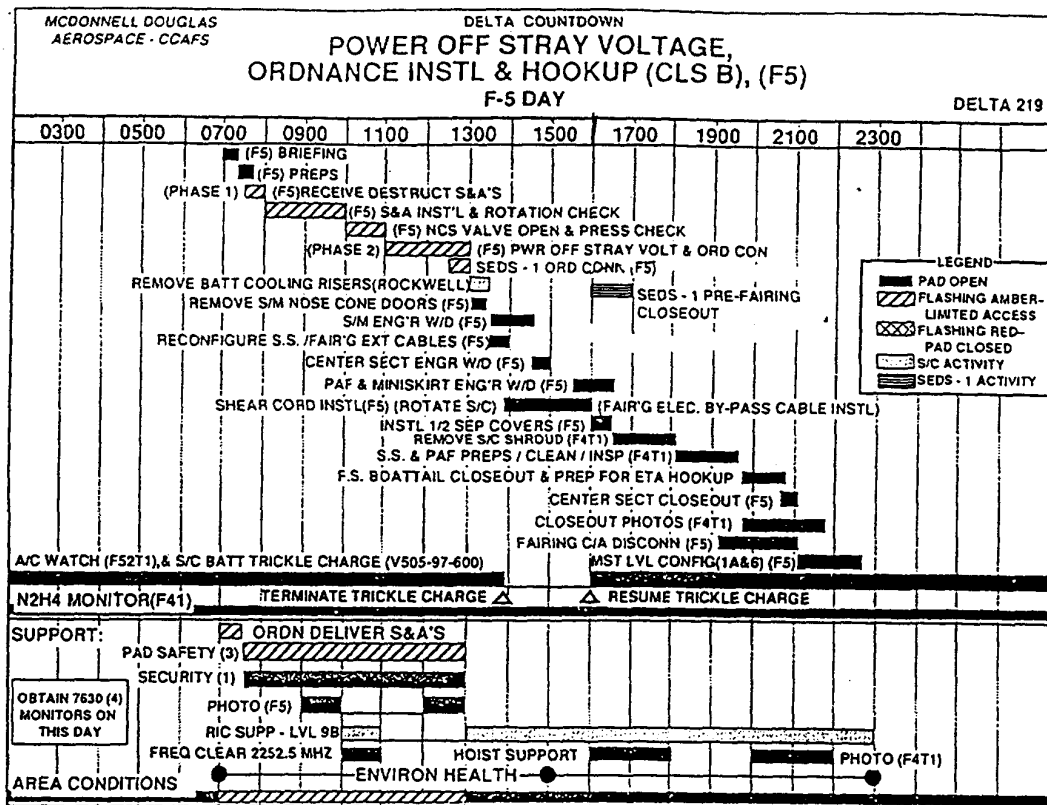 MCDONNELL DOUGLAS
AEROSPACE - CCAFS
DELTA COUNTDOWN
POWER OFF STRAY VOLTAGE,
ORDNANCE INSTL & HOOKUP (CLS B), (F5)
F-5 DAY
DELTA 219
0300 0500 0700 0900 1100 1300 1500 1700 1900 2100 2300
(F5) BRIEFING
(F5) PREPS
(PHASE 1) (F5)RECEIVE DESTRUCT S&A'S
(F5) S&A INST'L & ROTATION CHECK
(F5) NCS VALVE OPEN & PRESS CHECK
(PHASE 2) (F5) PWR OFF STRAY VOLT & ORD CON
SEDS - 1 ORD CONN (F5)
REMOVE BATT COOLING RISERS(ROCKWELL)
SEDS - 1 PRE-FAIRING
CLOSEOUT
REMOVE S/M NOSE CONE DOORS (F5)
S/M ENG'R W/D (F5)
RECONFIGURE S.S. /FAIR'G EXT CABLES (F5)
CENTER SECT ENGR W/D (F5)
PAF & MINISKIRT ENG'R W/D (F5)
SHEAR CORD INSTL(F5) (ROTATE S/C) (FAIR'G ELEC. BY-PASS CABLE INSTL)
INSTL 1/2 SEP COVERS (F5)
REMOVE S/C SHROUD (F4T1)
S.S. & PAF PREPS / CLEAN / INSP (F4T1)
F.S. BOATTAIL CLOSEOUT & PREP FOR ETA HOOKUP
CENTER SECT CLOSEOUT (F5)
CLOSEOUT PHOTOS (F4T1)
FAIRING C/A DISCONN (F5)
LEGEND
PAD OPEN
FLASHING AMBER-
LIMITED ACCESS
FLASHING RED-
PAD CLOSED
S/C ACTIVITY
SEDS - 1 ACTIVITY
A/C WATCH (F52T1),& S/C BATT TRICKLE CHARGE (V505-97-600)
MST LVL CONFIG(1A&6) (F5)
N2H4 MONITOR(F41)
TERMINATE TRICKLE CHARGE
RESUME TRICKLE CHARGE
SUPPORT:
ORDN DELIVER S&A'S
PAD SAFETY (3)
SECURITY (1)
OBTAIN 7630 (4)
MONITORS ON
THIS DAY
PHOTO (F5)
RIC SUPP - LVL 9B
FREQ CLEAR 2252.5 MHZ
HOIST SUPPORT
PHOTO (F4T1)
ENVIRON HEALTH
AREA CONDITIONS